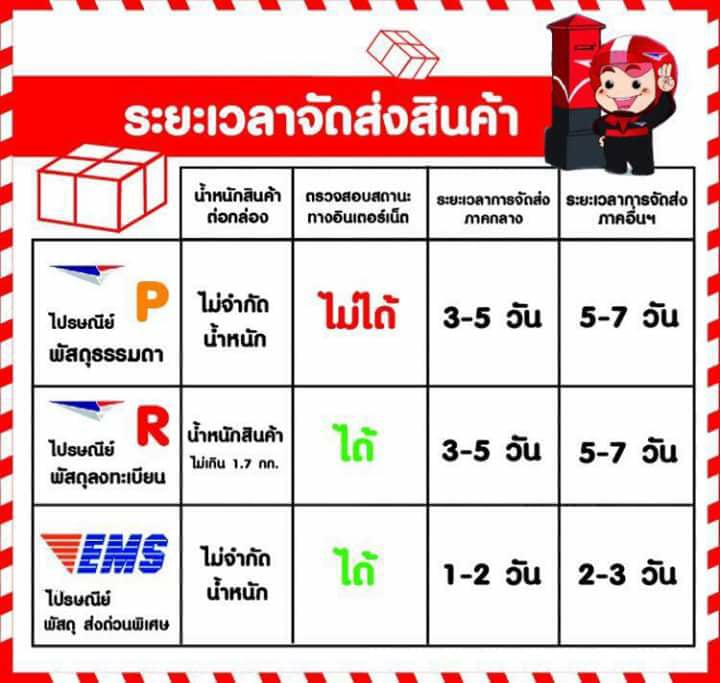 ระยะเวลาจัดส่งสินค้า
น้ำหนักสินค้า
ต่อกล่อง
ตรวจสอบสถานะ
ทางอินเตอร์เน็ต
ระยะเวลาการจัดส่ง
ภาคกลาง
ระยะเวลาการจัดส่ง
ภาคอื่นฯ
P
ไปรษณีย์
พัสดุธรรมดา
ไม่จำกัด
น้ำหนัก
ไม่ได้
3-5 วัน
5-7 วัน
R
ไปรษณีย์
พัสดุลงทะเบียน
น้ำหนักสินค้า
ไม่เกิน 1.7 กก.
ได้
3-5 วัน
5-7 วัน
EMS
ไปรษณีย์
พัสดุ ส่งด่วนพิเศษ
ไม่จำกัด
น้ำหนัก
ได้
1-2 วัน
2-3 วัน